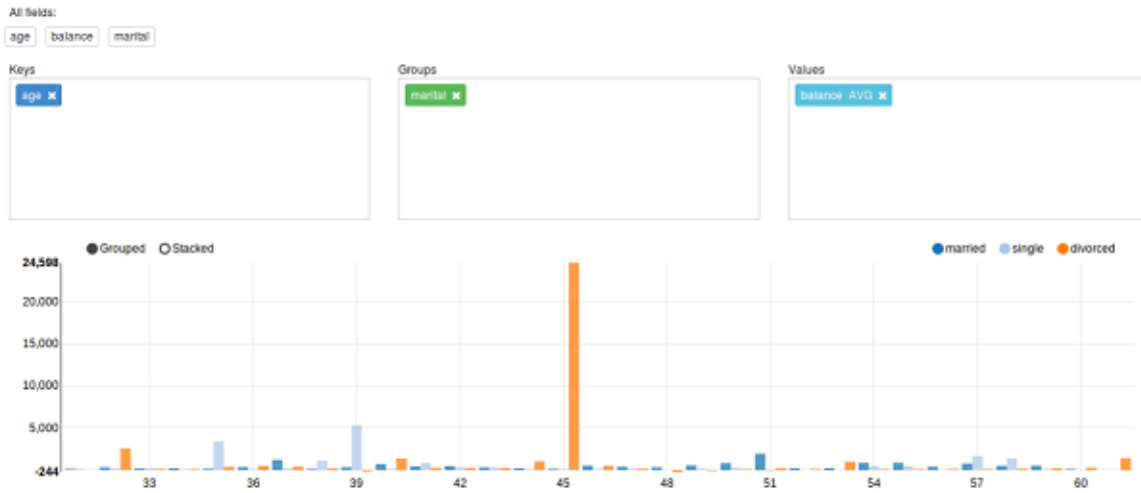 All fields:
age balance marital
Keys Groups Values
age ✖ marital ✖ balance AVG ✖
Grouped Stacked married single divorced
24,598
20,000
15,000
10,000
5,000
-244
33 36 39 42 45 48 51 54 57 60